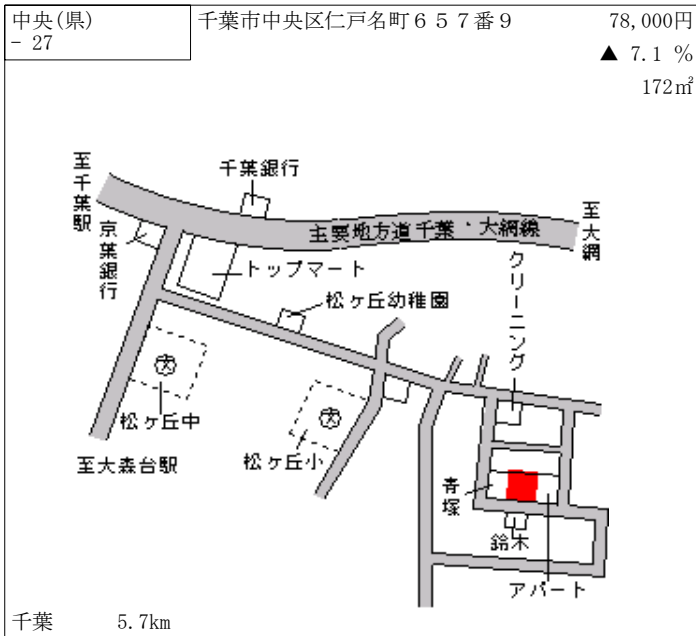 中央(県)
- 27
千葉市中央区仁戸名町６５７番９
78,000円
▲ 7.1 %
172㎡
至千葉駅
千葉銀行
京葉銀行
主要地方道千葉・大網線
至大網
トップマート
クリーニング
松ヶ丘幼稚園
文
文
松ヶ丘中
松ヶ丘小
至大森台駅
青塚
鈴木
アパート
千葉　　5.7km